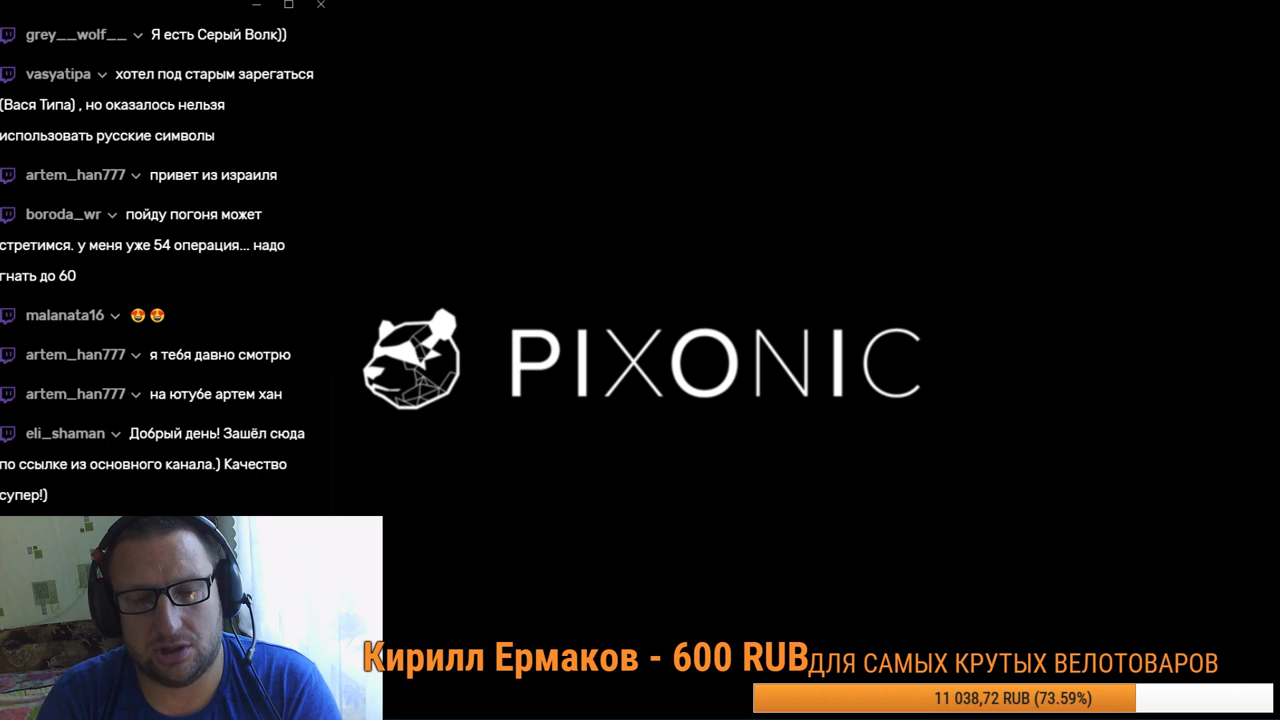 grey__wolf__ Я есть Серый Волк))
vasyatipa хотел под старым зарегаться
(Вася Типа) , но оказалось нельзя
использовать русские символы
artem_han777 привет из израиля
boroda_wr пойду погоня может
стретимся. у меня уже 54 операция... надо
гнать до 60
malanata16 😍 😍
artem_han777 я тебя давно смотрю
artem_han777 на ютубе артем хан
eli_shaman Добрый день! Зашёл сюда
по ссылке из основного канала.) Качество
супер!)
PIXONIC
Кирилл Ермаков - 600 RUB
ДЛЯ САМЫХ КРУТЫХ ВЕЛОТОВАРОВ
11 038,72 RUB (73.59%)